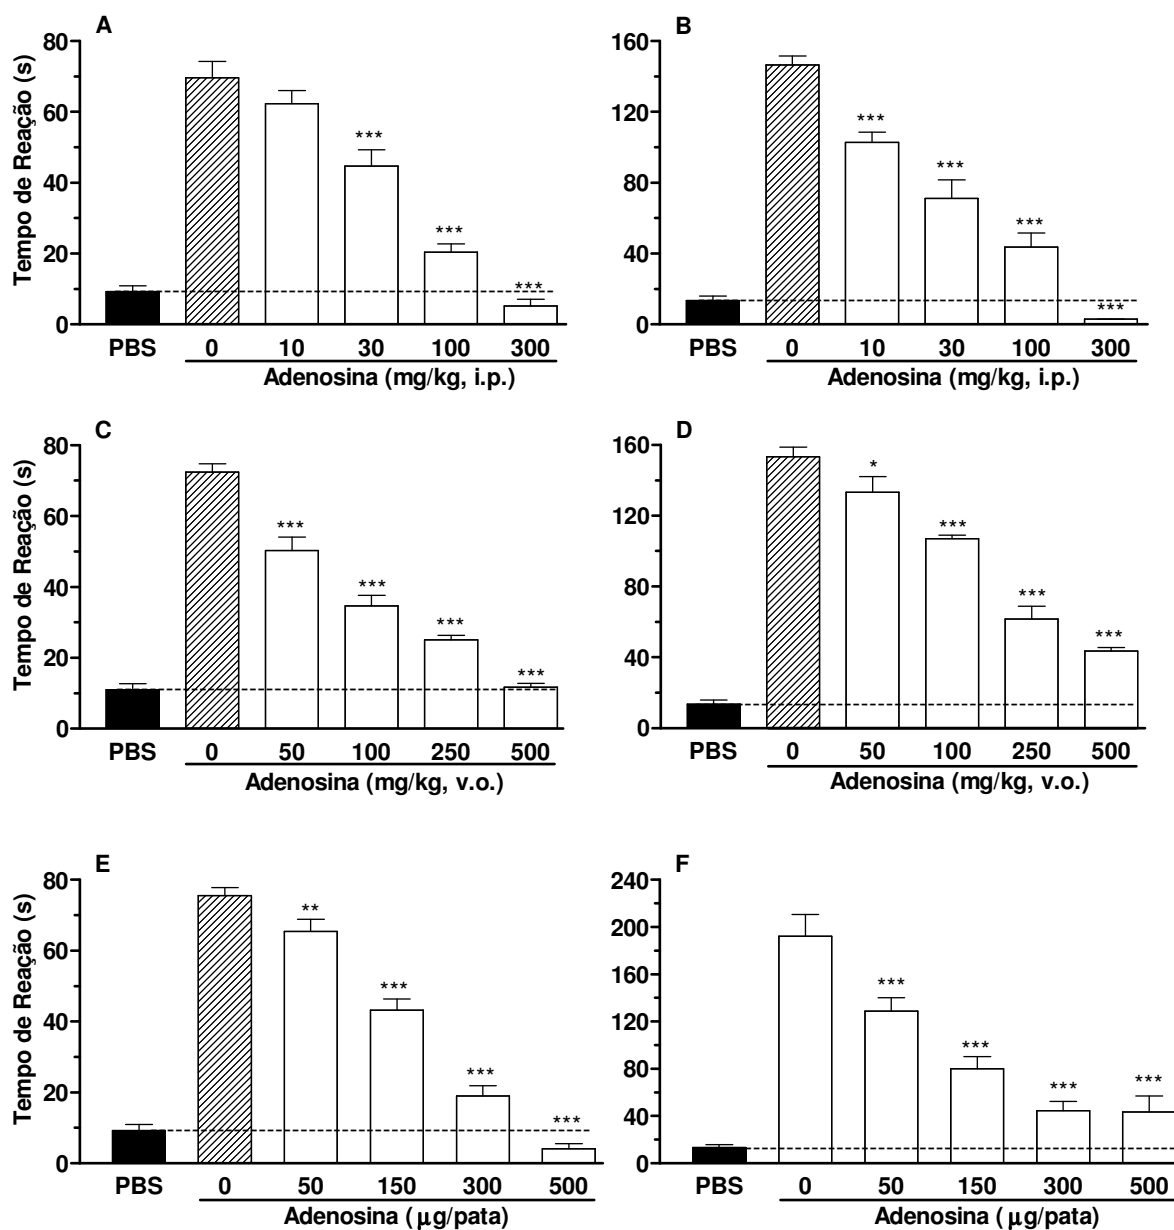 A
Tempo de Reação (s)
80
60
40
20
0
***
***
***
PBS 0 10 30 100 300
Adenosina (mg/kg, i.p.)
B
160
120
80
40
0
***
***
***
***
PBS 0 10 30 100 300
Adenosina (mg/kg, i.p.)
C
Tempo de Reação (s)
80
60
40
20
0
***
***
***
***
PBS 0 50 100 250 500
Adenosina (mg/kg, v.o.)
D
160
120
80
40
0
*
***
***
***
PBS 0 50 100 250 500
Adenosina (mg/kg, v.o.)
E
Tempo de Reação (s)
80
60
40
20
0
**
***
***
***
PBS 0 50 150 300 500
Adenosina ( μg/pata)
F
240
200
160
120
80
40
0
***
***
***
***
PBS 0 50 150 300 500
Adenosina ( μg/pata)